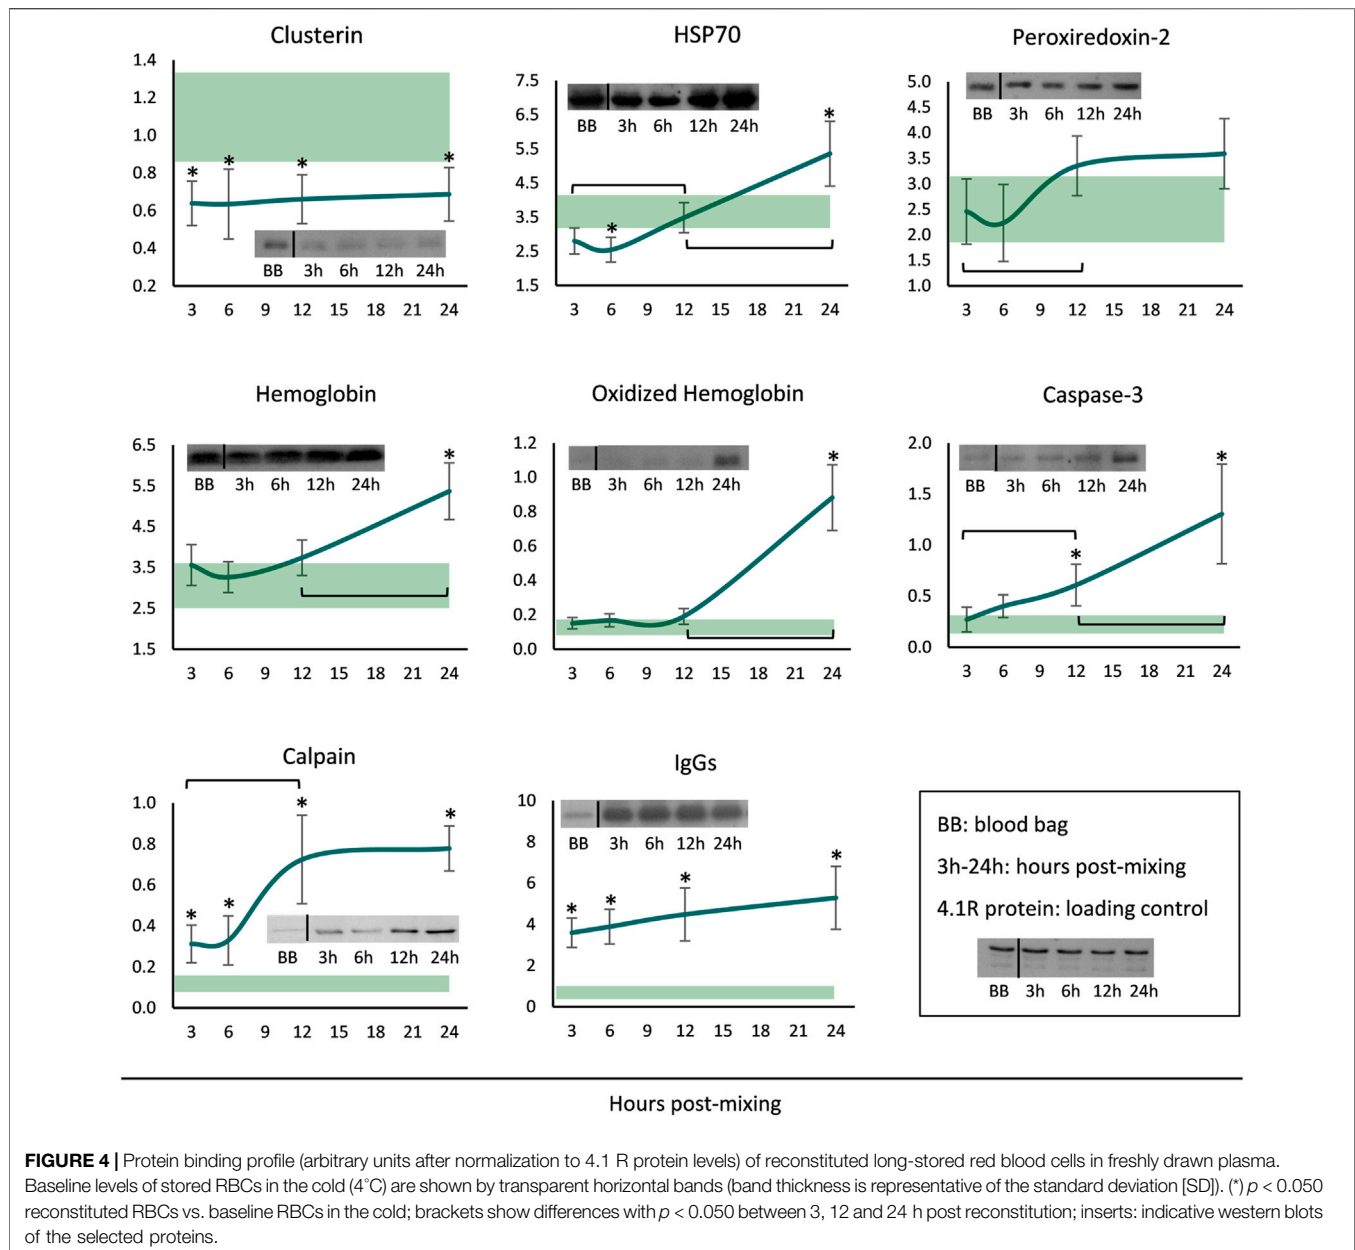 Clusterin
1.4
1.2
1.0
0.8
0.6
0.4
0.2
* * * *
BB 3h 6h 12h 24h
3 6 9 12 15 18 21 24
HSP70
7.5
6.5
5.5
4.5
3.5
2.5
1.5
BB 3h 6h 12h 24h
* *
3 6 9 12 15 18 21 24
Peroxiredoxin-2
5.0
4.5
4.0
3.5
3.0
2.5
2.0
1.5
1.0
BB 3h 6h 12h 24h
3 6 9 12 15 18 21 24
Hemoglobin
6.5
5.5
4.5
3.5
2.5
1.5
BB 3h 6h 12h 24h
*
3 6 9 12 15 18 21 24
Oxidized Hemoglobin
1.2
1.0
0.8
0.6
0.4
0.2
0.0
BB 3h 6h 12h 24h
*
3 6 9 12 15 18 21 24
Caspase-3
2.0
1.5
1.0
0.5
0.0
BB 3h 6h 12h 24h
* *
3 6 9 12 15 18 21 24
Calpain
1.0
0.8
0.6
0.4
0.2
0.0
* * * *
BB 3h 6h 12h 24h
3 6 9 12 15 18 21 24
IgGs
10
8
6
4
2
0
BB 3h 6h 12h 24h
* * * *
3 6 9 12 15 18 21 24
BB: blood bag
3h-24h: hours post-mixing
4.1R protein: loading control
BB 3h 6h 12h 24h
Hours post-mixing
FIGURE 4 | Protein binding profile (arbitrary units after normalization to 4.1 R protein levels) of reconstituted long-stored red blood cells in freshly drawn plasma.
Baseline levels of stored RBCs in the cold (4°C) are shown by transparent horizontal bands (band thickness is representative of the standard deviation [SD]). (*) p < 0.050
reconstituted RBCs vs. baseline RBCs in the cold; brackets show differences with p < 0.050 between 3, 12 and 24 h post reconstitution; inserts: indicative western blots
of the selected proteins.